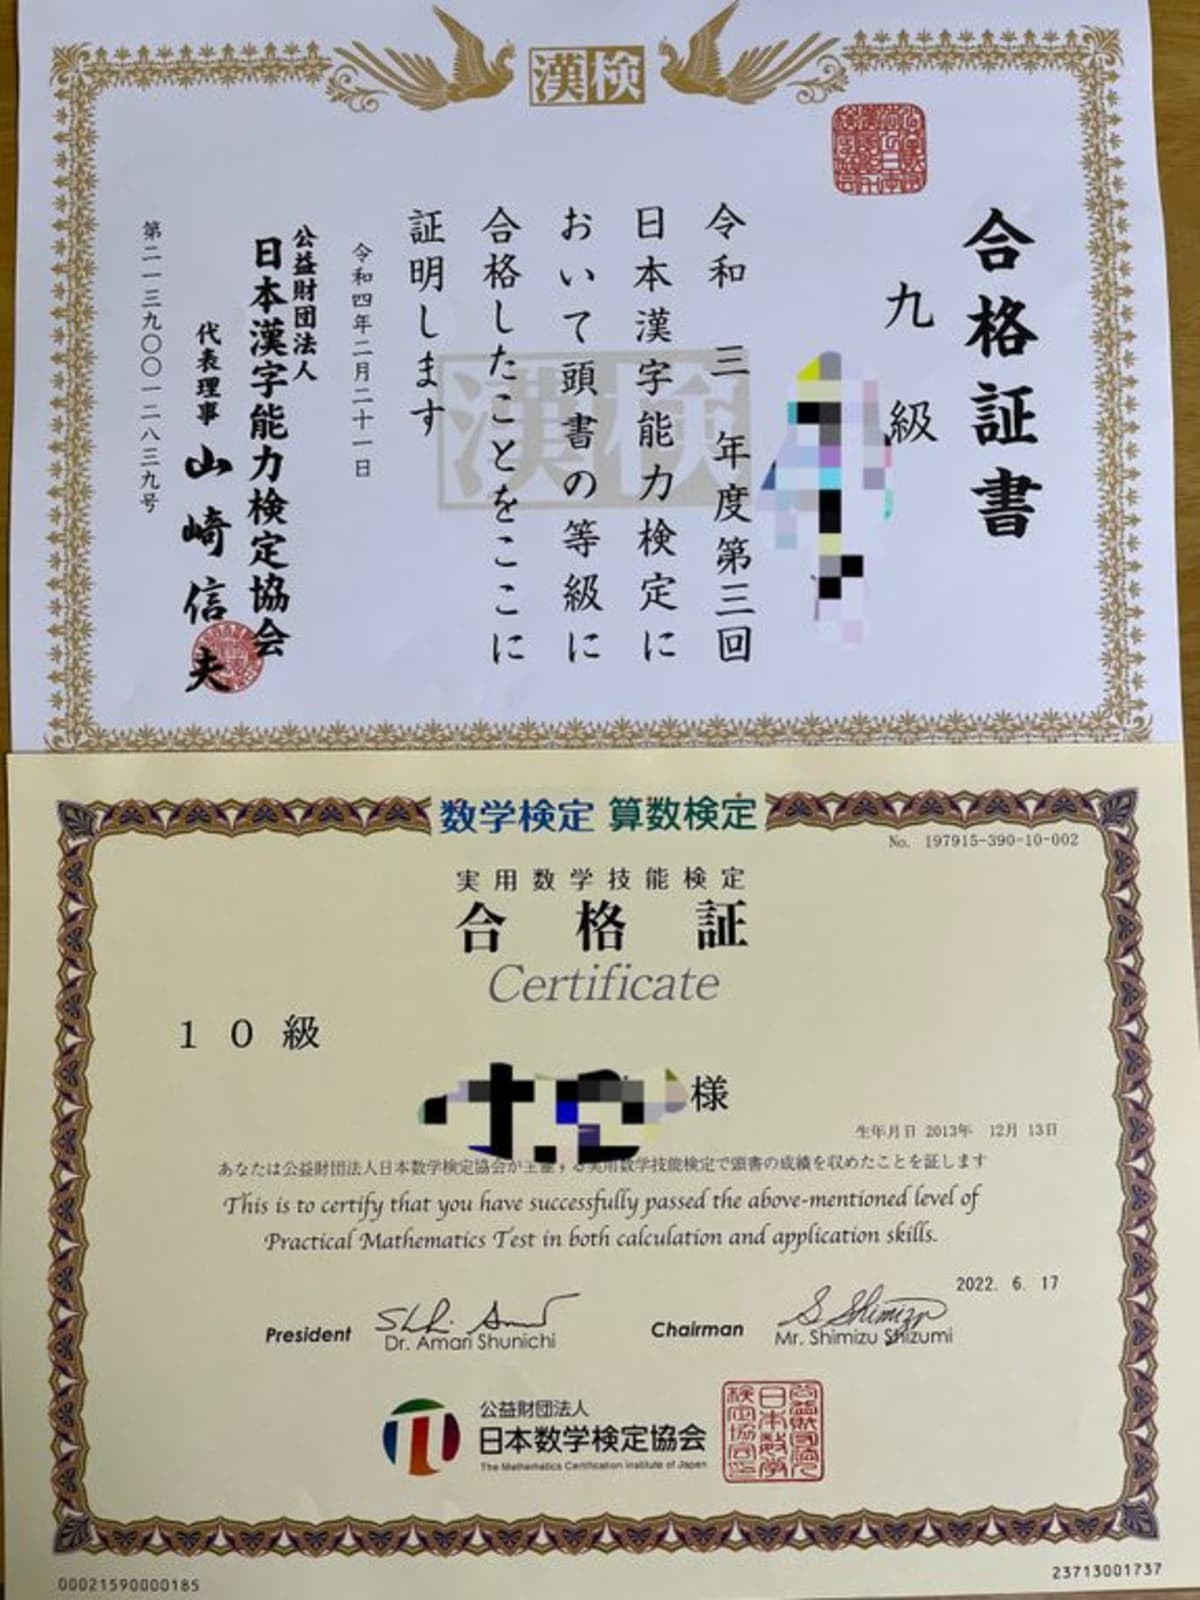 漢検
合格証書
九級
令和三年度第三回
日本漢字能力検定に
おいて頭書の等級に
合格したことをここに
証明します
漢検
令和四年二月二十一日
公益財団法人
日本漢字能力検定協会
代表理事 山崎信夫
第二一三九〇〇一二八三九号
数学検定 算数検定
No. 197915-390-10-002
実用数学技能検定
合格証
Certificate
10級
様
生年月日 2013年 12月 13日
あなたは公益財団法人日本数学検定協会が主催する実用数学技能検定で頭書の成績を収めたことを証します
This is to certify that you have successfully passed the above-mentioned level of
Practical Mathematics Test in both calculation and application skills.
2022. 6. 17
President Dr. Amari Shunichi
Chairman S Shimizu Mr. Shimizu Shizumi
公益財団法人
日本数学検定協会
The Mathematics Certification Institute of Japan
00021590000185
23713001737